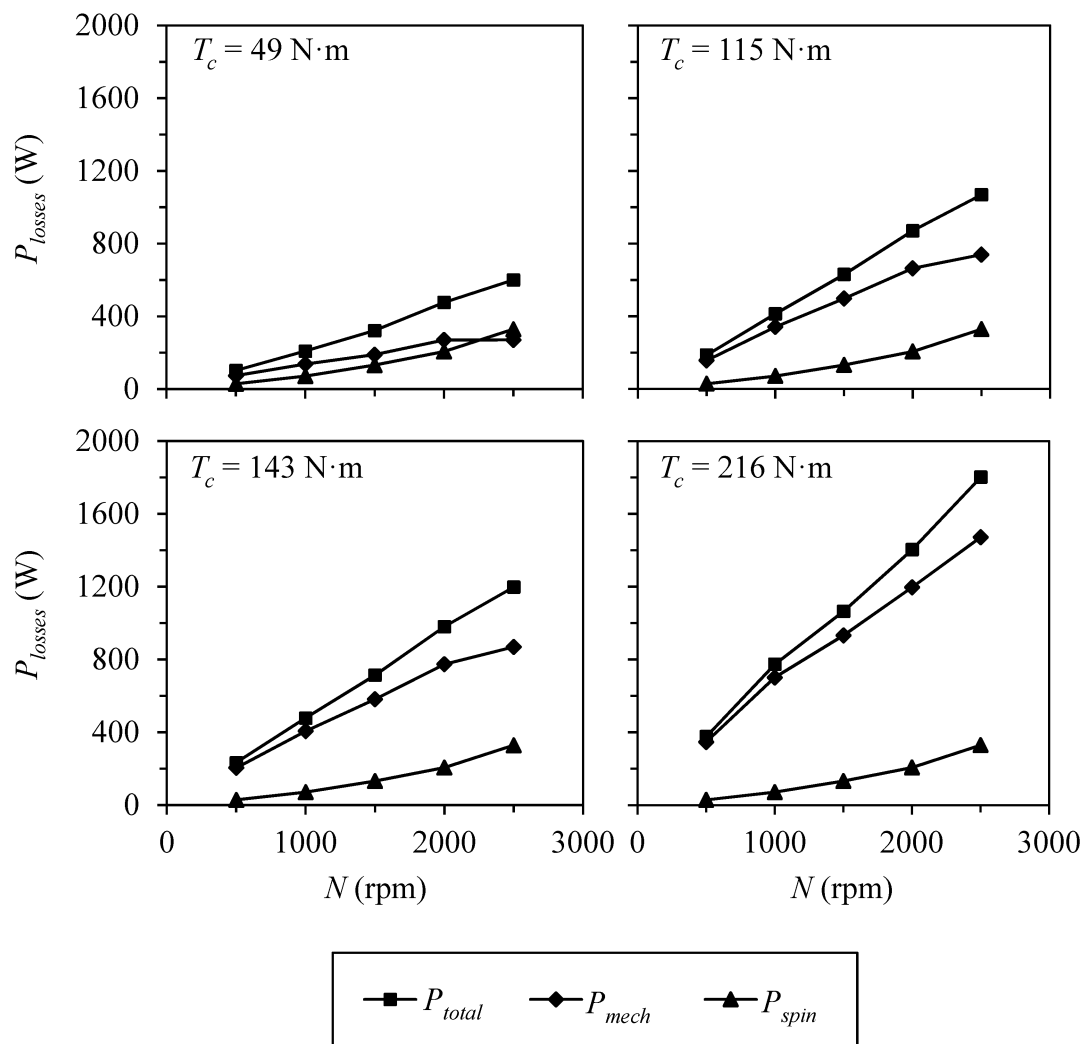 T_c = 49 N·m
T_c = 115 N·m
2000
1600
1200
800
400
0
P_losses (W)
T_c = 143 N·m
T_c = 216 N·m
2000
1600
1200
800
400
0
P_losses (W)
0 1000 2000 3000 0 1000 2000 3000
N (rpm) N (rpm)
P_total P_mech P_spin